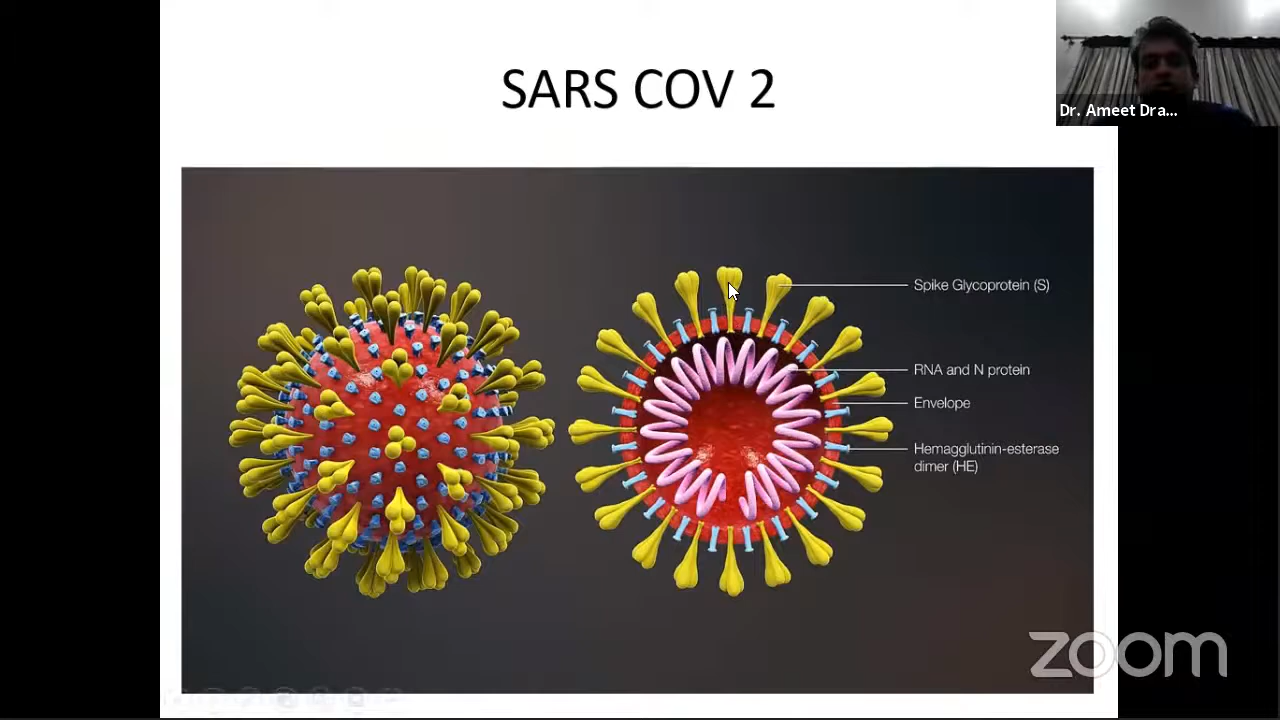 SARS COV 2
Dr. Ameet Dra...
Spike Glycoprotein (S)
RNA and N protein
Envelope
Hemagglutinin-esterase
dimer (HE)
zoom